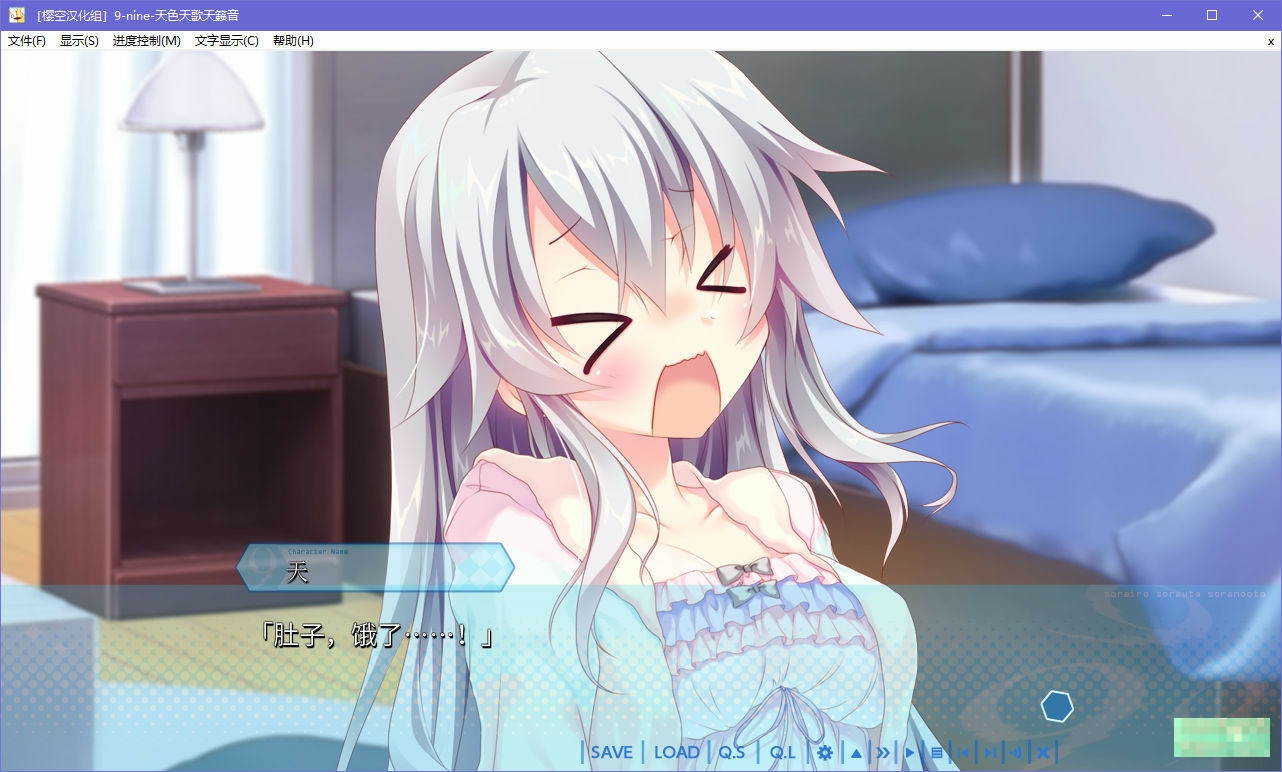 [樱空汉化组] 9-nine-天色天歌天籁音
文件(F) 显示(S) 进度控制(M) 文字显示(C) 帮助(H) x
Character Name
天
norairo sorauta soranooto
「肚子，饿了……！」
SAVE LOAD Q.S Q.L